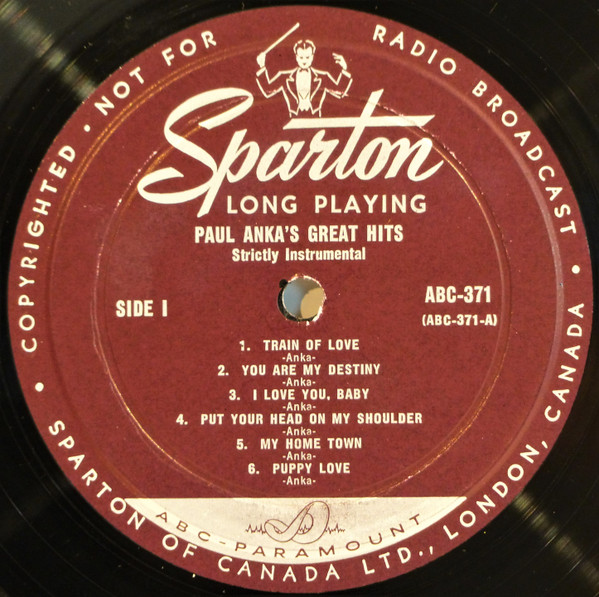 COPYRIGHTED • NOT FOR RADIO BROADCAST •
Sparton
LONG PLAYING
PAUL ANKA'S GREAT HITS
Strictly Instrumental
SIDE I
ABC-371
(ABC-371-A)
1. TRAIN OF LOVE
-Anka-
2. YOU ARE MY DESTINY
-Anka-
3. I LOVE YOU, BABY
-Anka-
4. PUT YOUR HEAD ON MY SHOULDER
-Anka-
5. MY HOME TOWN
-Anka-
6. PUPPY LOVE
-Anka-
ABC-PARAMOUNT
• SPARTON OF CANADA LTD., LONDON, CANADA •